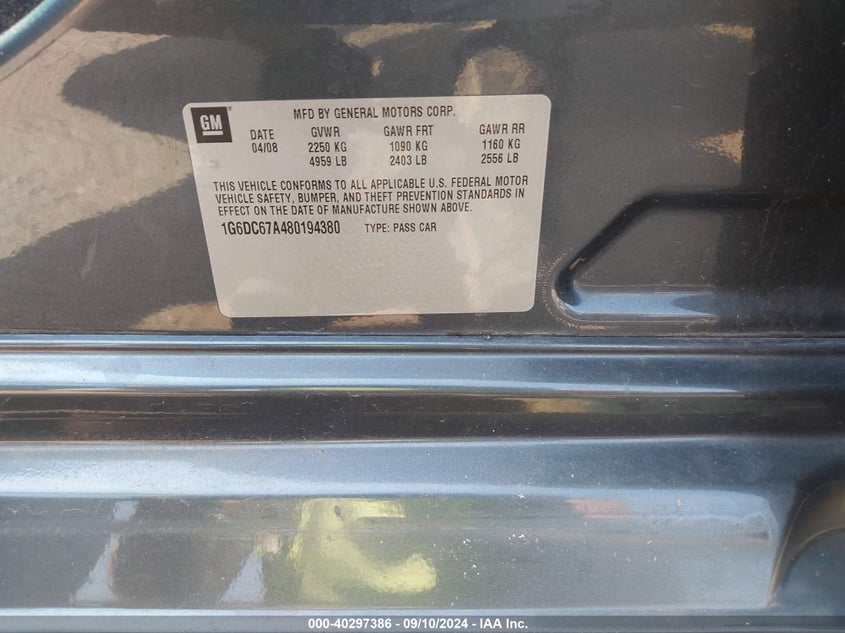 GM
MFD BY GENERAL MOTORS CORP.
DATE GVWR GAWR FRT GAWR RR
04/08 2250 KG 1090 KG 1160 KG
4959 LB 2403 LB 2556 LB
THIS VEHICLE CONFORMS TO ALL APPLICABLE U.S. FEDERAL MOTOR
VEHICLE SAFETY, BUMPER, AND THEFT PREVENTION STANDARDS IN
EFFECT ON THE DATE OF MANUFACTURE SHOWN ABOVE.
1G6DC67A480194380 TYPE: PASS CAR
000-40297386 - 09/10/2024 - IAA Inc.